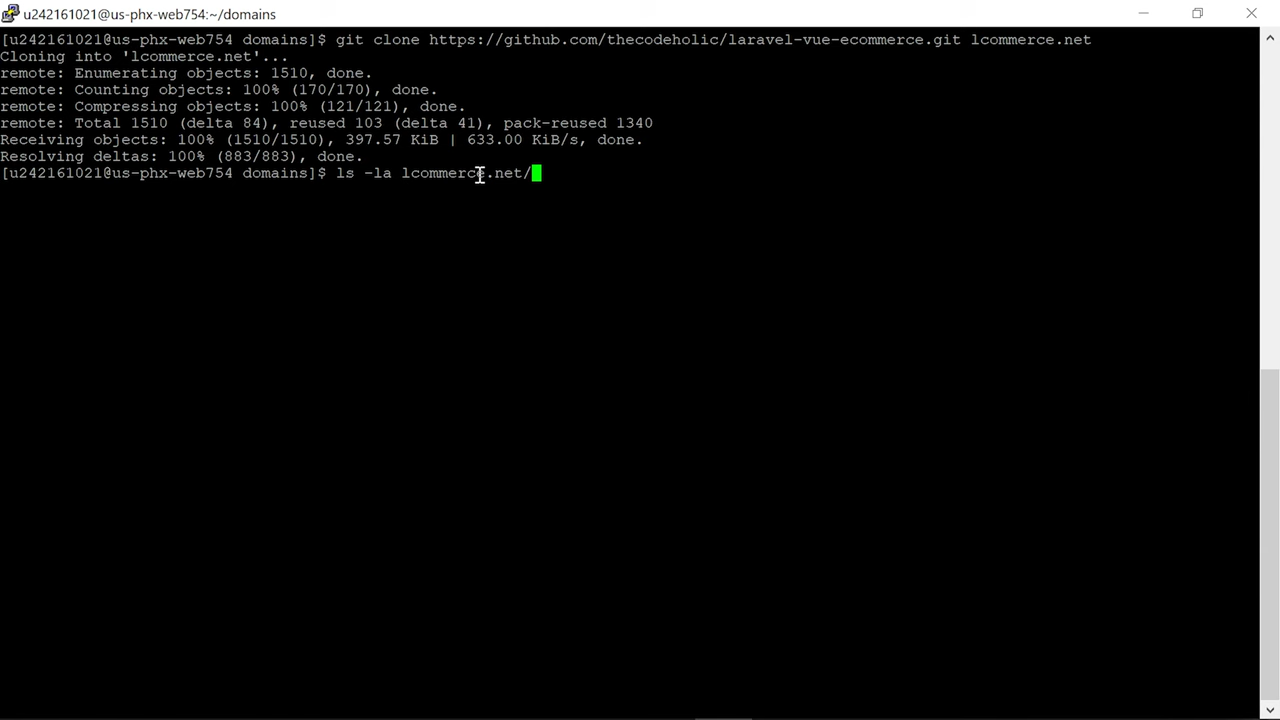 u242161021@us-phx-web754:~/domains
[u242161021@us-phx-web754 domains]$ git clone https://github.com/thecodeholic/laravel-vue-ecommerce.git lcommerce.net
Cloning into 'lcommerce.net'...
remote: Enumerating objects: 1510, done.
remote: Counting objects: 100% (170/170), done.
remote: Compressing objects: 100% (121/121), done.
remote: Total 1510 (delta 84), reused 103 (delta 41), pack-reused 1340
Receiving objects: 100% (1510/1510), 397.57 KiB | 633.00 KiB/s, done.
Resolving deltas: 100% (883/883), done.
[u242161021@us-phx-web754 domains]$ ls -la lcommerce.net/